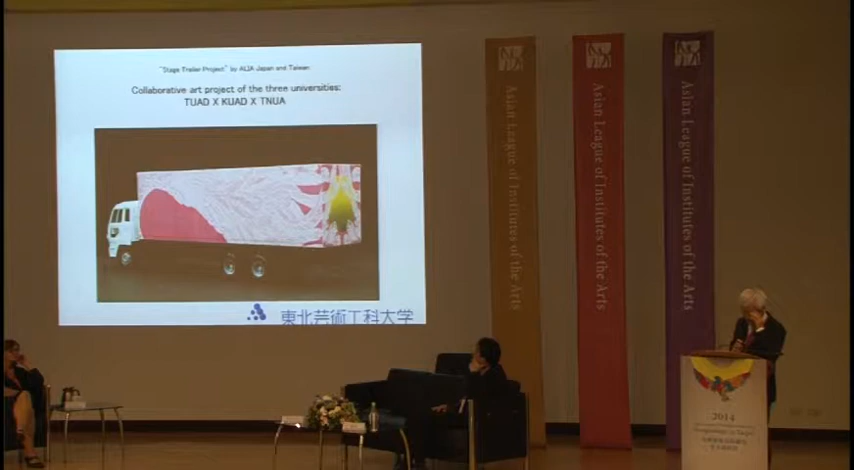 "Stage Trailer Project" by ALIA Japan and Taiwan
Collaborative art project of the three universities:
TUAD X KUAD X TNUA
東北芸術工科大学
Asian League of Institutes of the Arts
Asian League of Institutes of the Arts
Asian League of Institutes of the Arts
2014